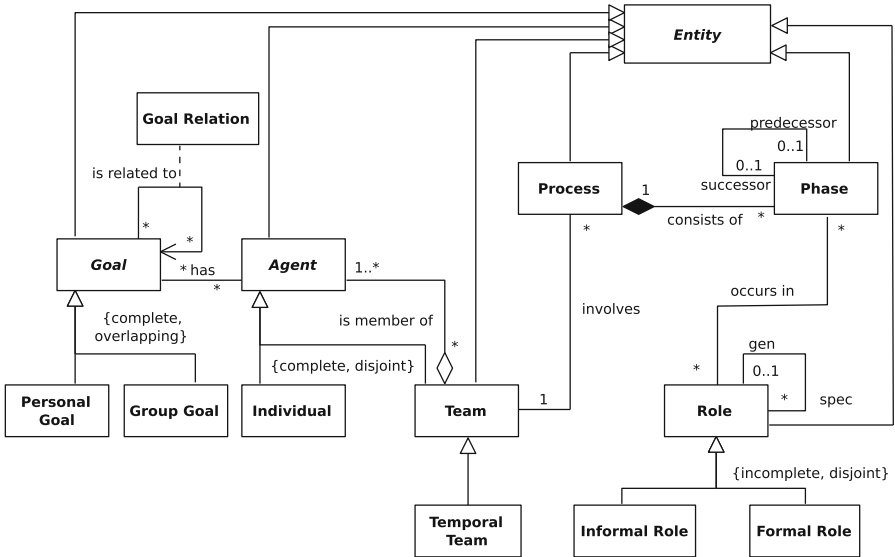 Entity
Goal Relation
predecessor
0..1
0..1
is related to
successor
Process
1
Phase
consists of
*
*
*
*
*
Goal
* has
*
Agent
1..*
occurs in
involves
{complete,
overlapping}
is member of
*
gen
{complete, disjoint}
*
0..1
Personal
Goal
Group Goal
Individual
Team
1
Role
*
spec
{incomplete, disjoint}
Temporal
Team
Informal Role
Formal Role